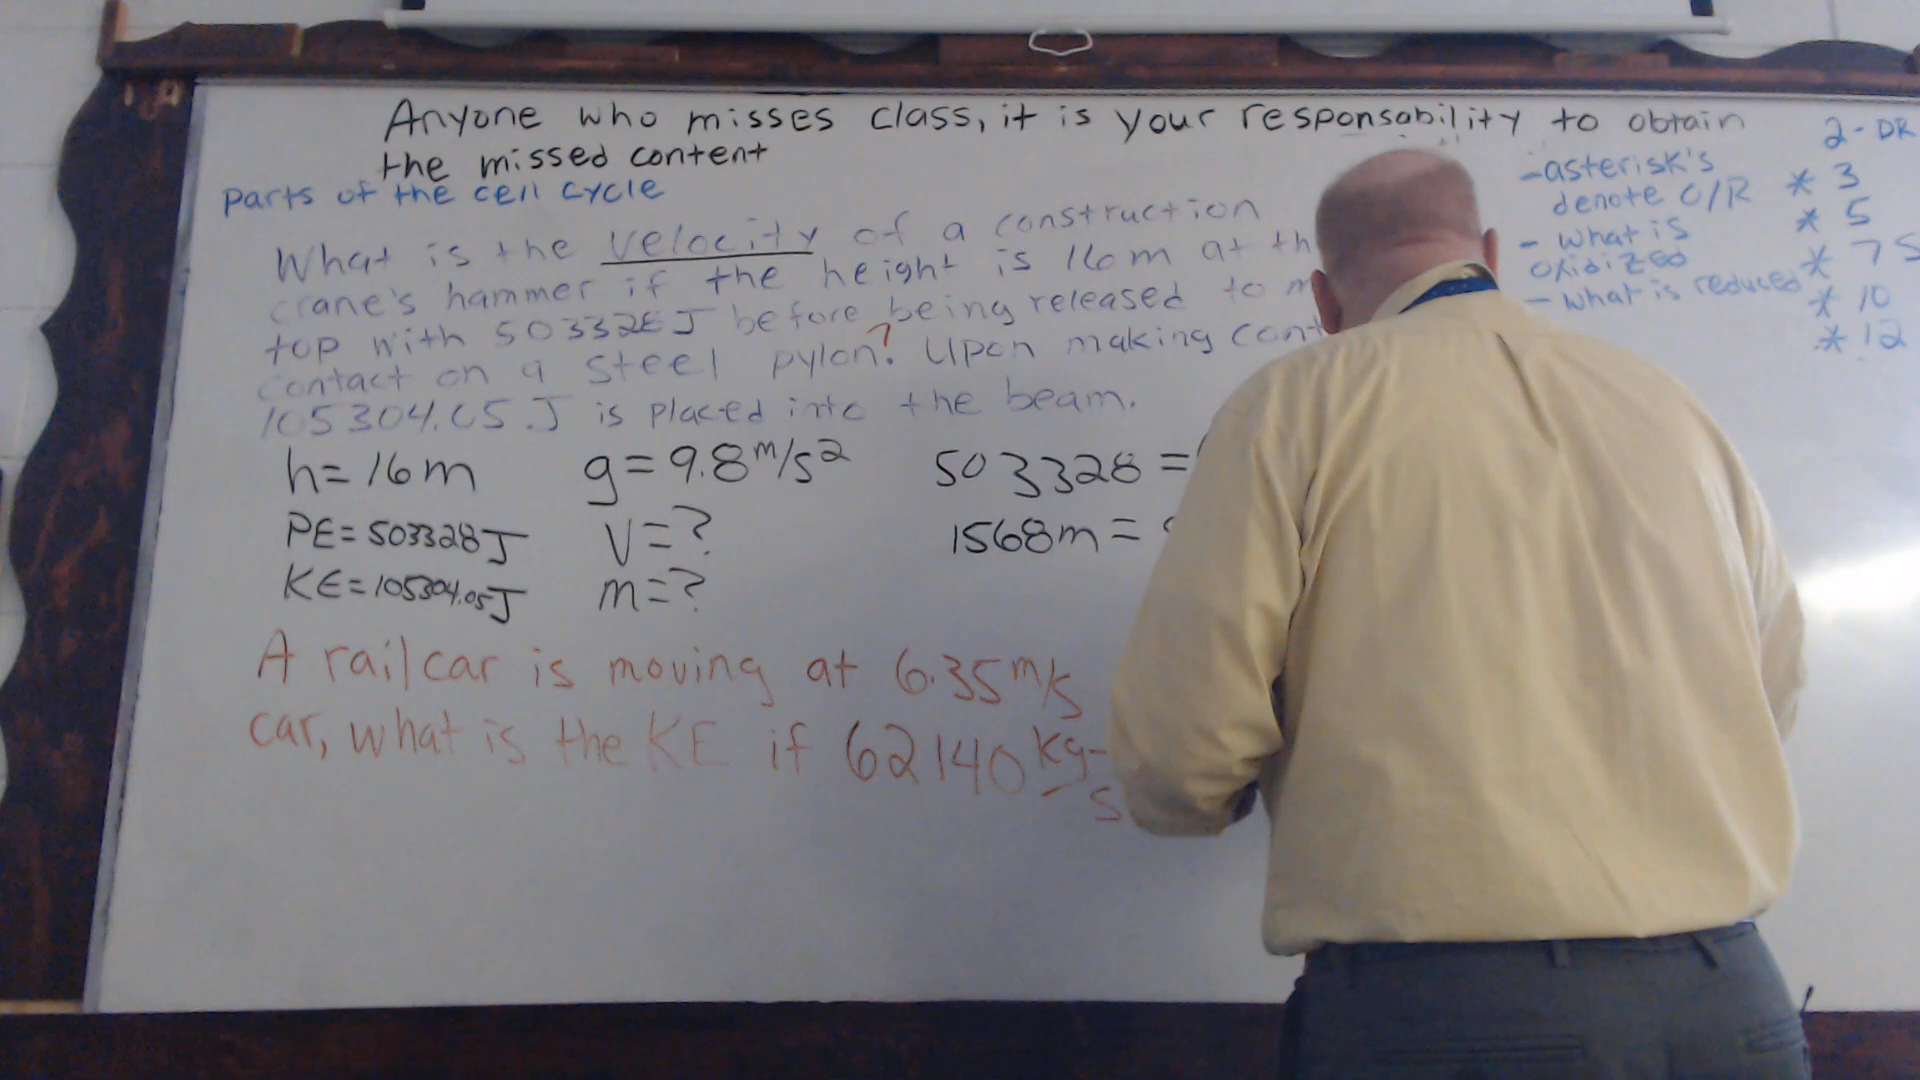 Anyone who misses class, it is your responsability to obtain
the missed content
Parts of the cell cycle
What is the velocity of a construction
crane's hammer if the height is 16m at th
top with 503328J before being released to m
contact on a steel pylon? Upon making cont
105304.05 J is placed into the beam.
h=16m g=9.8 m/s2 503328 =
PE=503328J V=? 1568m =
KE=105304.05J m=?
A railcar is moving at 6.35 m/s
car, what is the KE if 62140 kg-
s
-asterisk's
denote O/R
- what is
oxidized
- what is reduced
2-DR
* 3
* 5
* 7 S
* 10
* 12